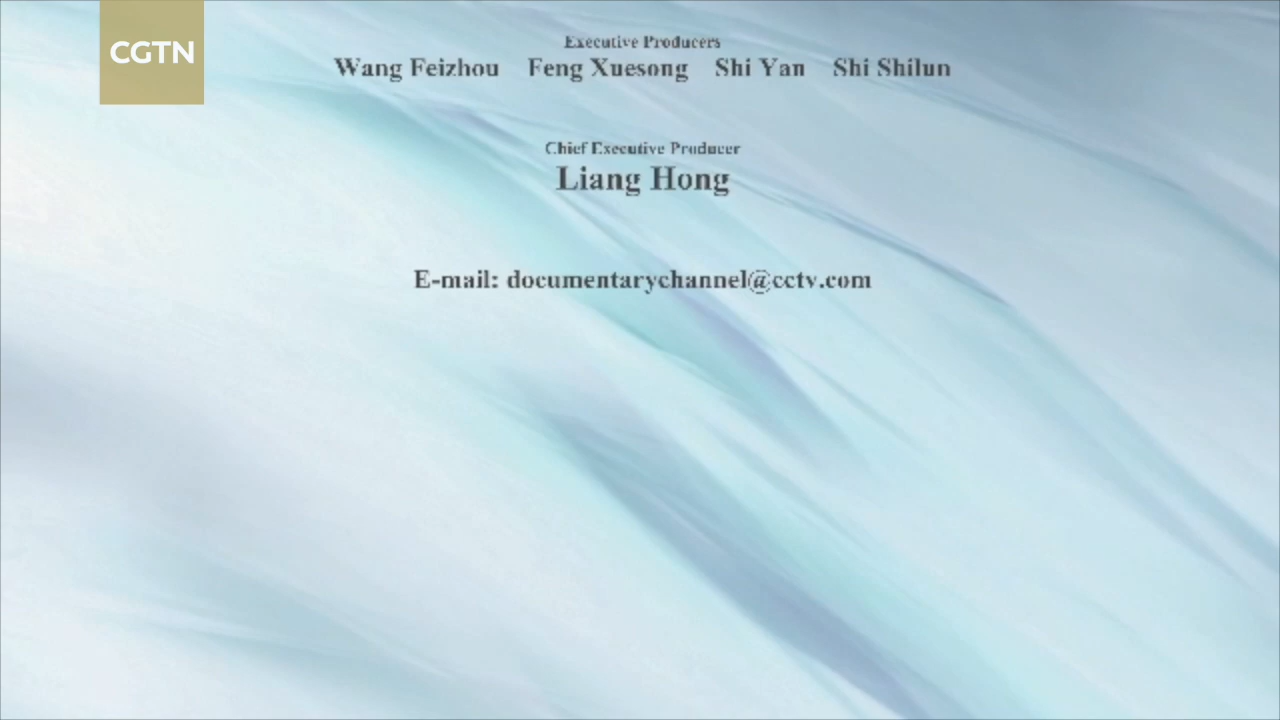 CGTN
Executive Producers
Wang Feizhou Feng Xuesong Shi Yan Shi Shilun
Chief Executive Producer
Liang Hong
E-mail: documentarychannel@cctv.com